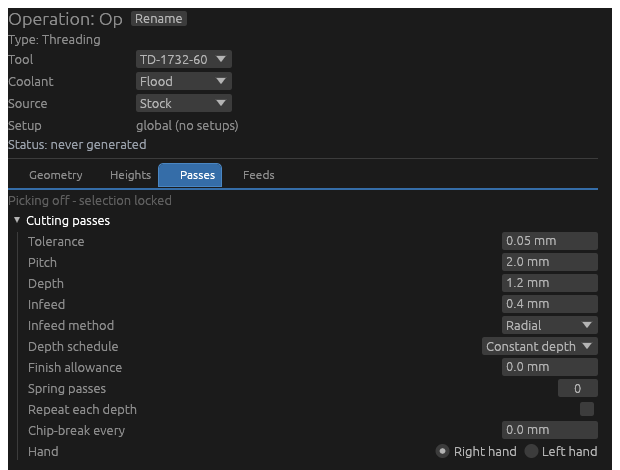 Operation: Op Rename
Type: Threading
Tool TD-1732-60
Coolant Flood
Source Stock
Setup global (no setups)
Status: never generated
Geometry Heights Passes Feeds
Picking off - selection locked
Cutting passes
Tolerance 0.05 mm
Pitch 2.0 mm
Depth 1.2 mm
Infeed 0.4 mm
Infeed method Radial
Depth schedule Constant depth
Finish allowance 0.0 mm
Spring passes 0
Repeat each depth
Chip-break every 0.0 mm
Hand Right hand Left hand